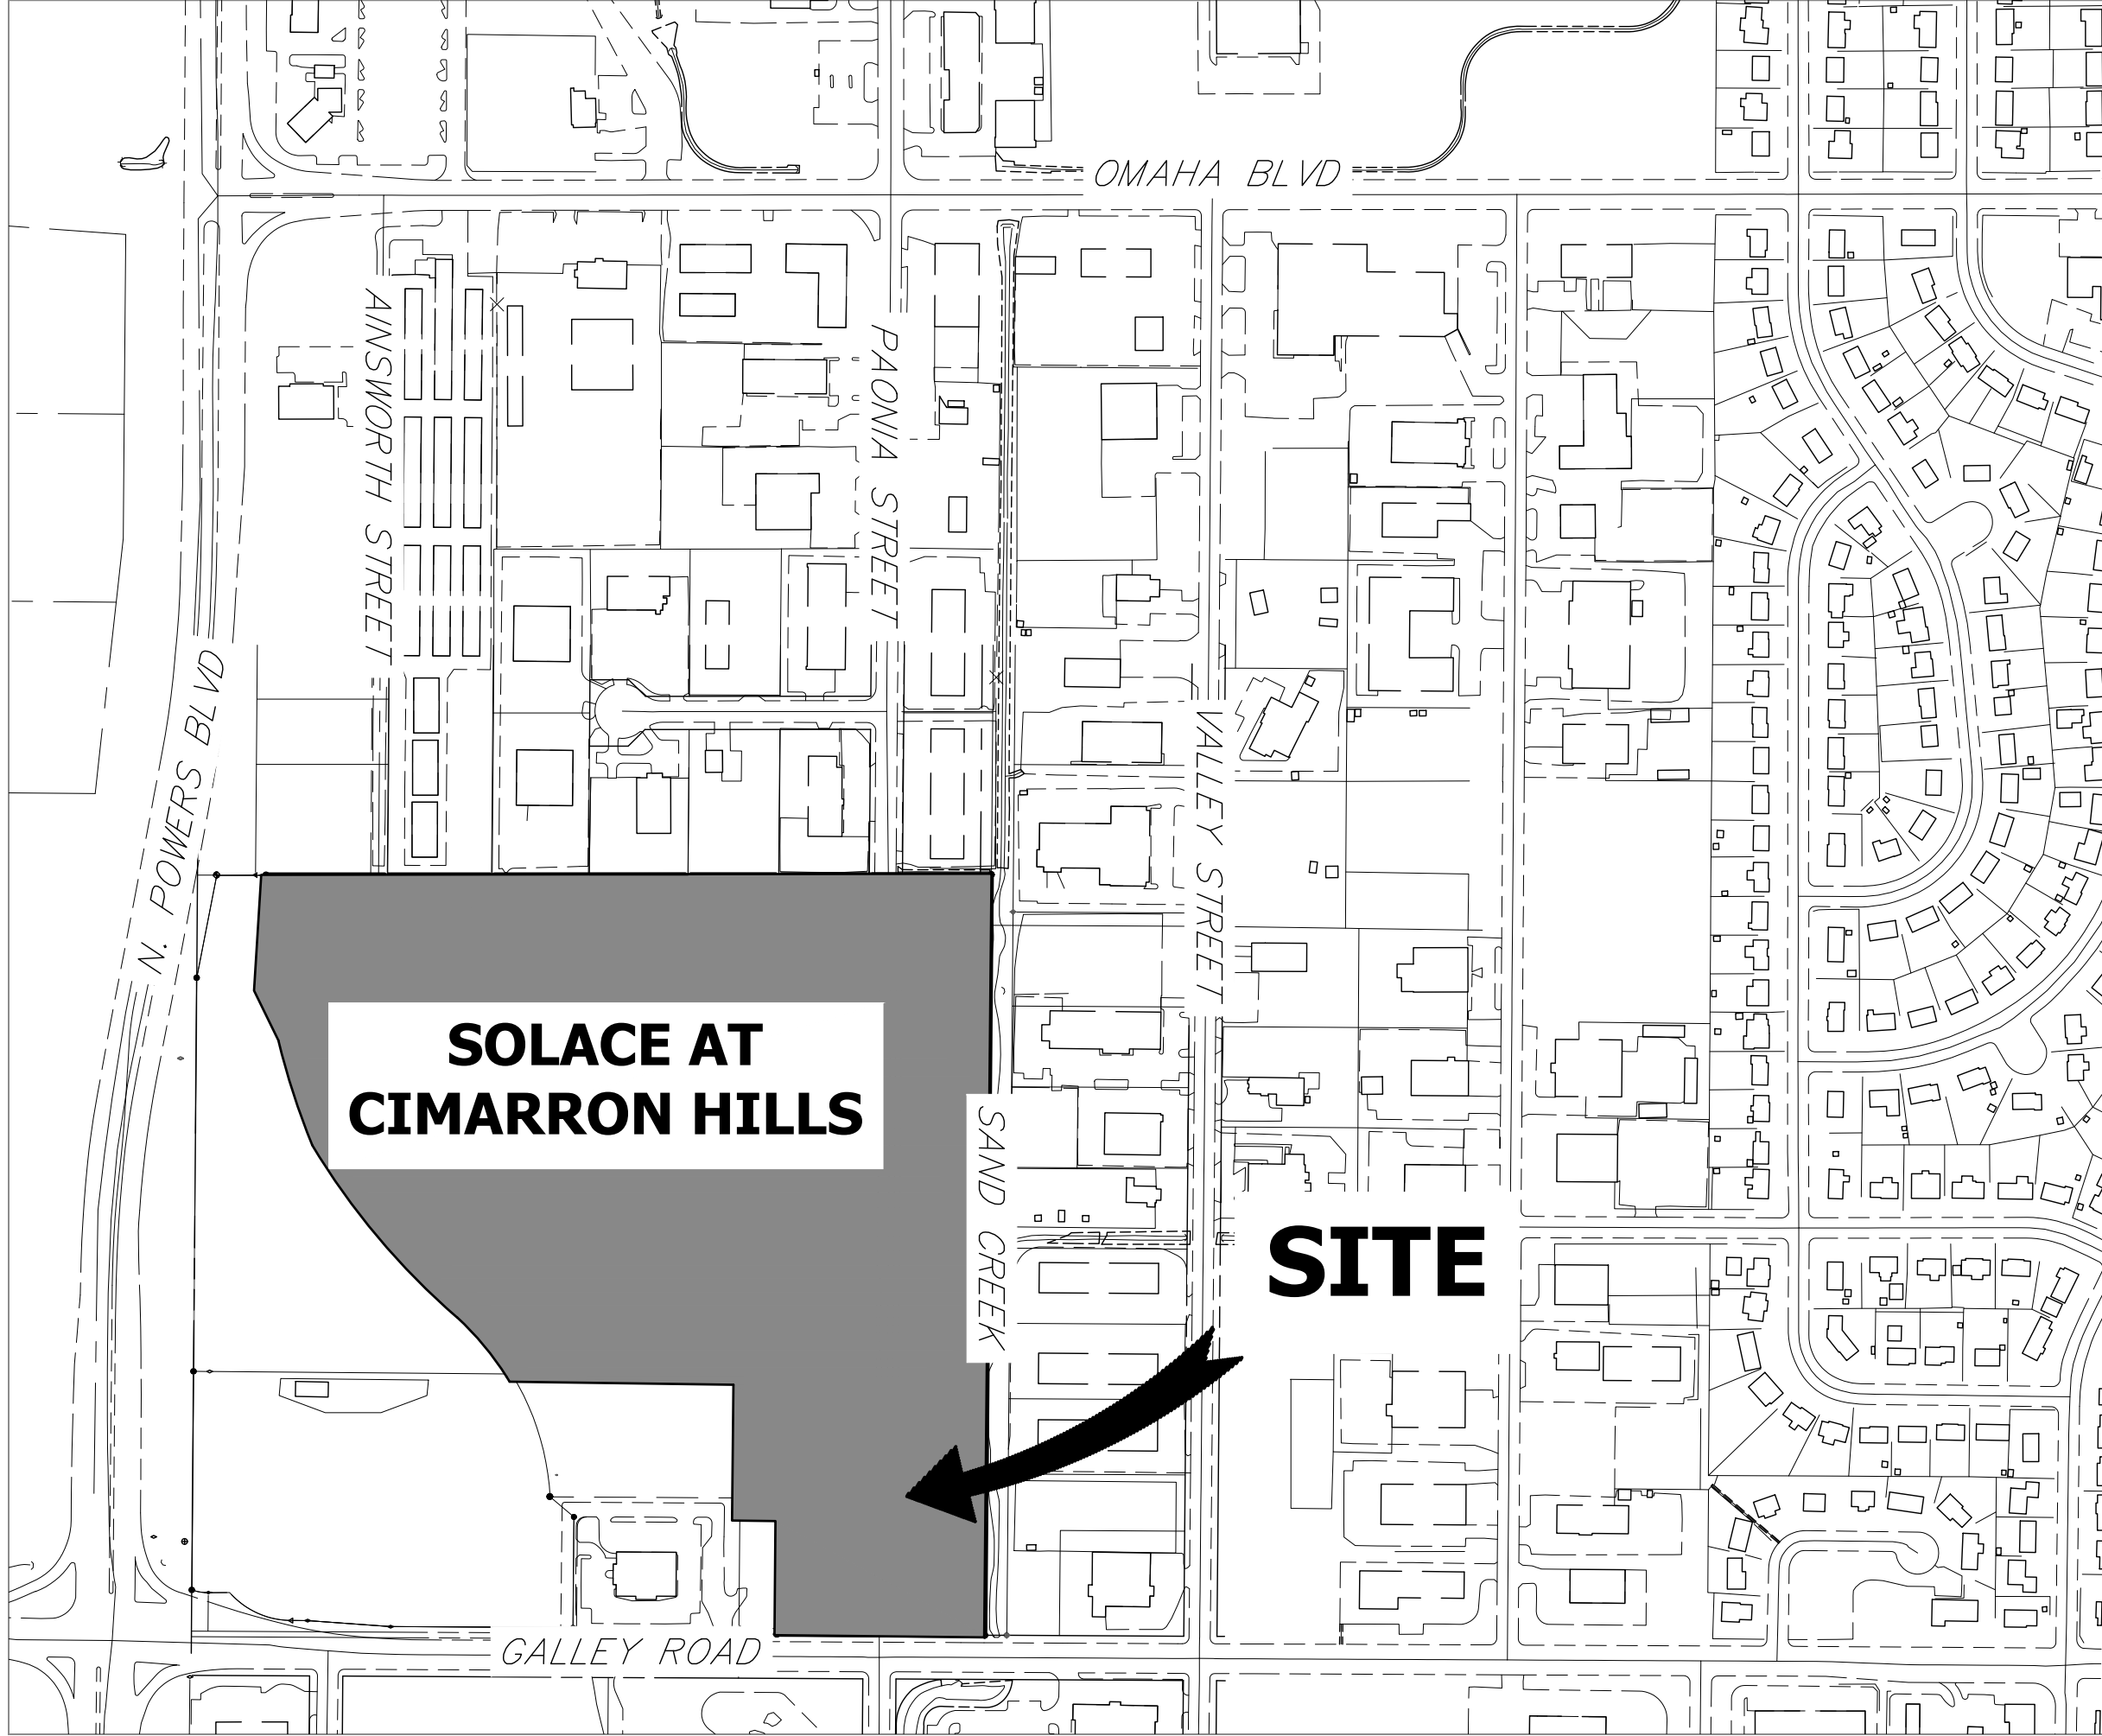 OMAHA BLVD
AINSWORTH STREET
PAONIA STREET
N. POWERS BLVD
VALLEY STREET
SOLACE AT
CIMARRON HILLS
SAND CREEK
SITE
GALLEY ROAD